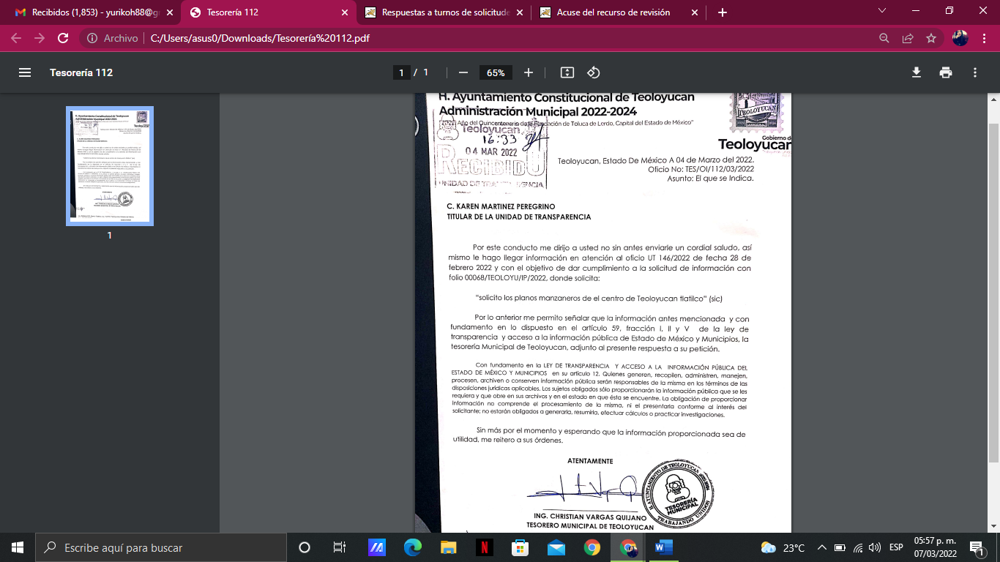 Recibidos (1,853) - yurikoh88@g
Tesorería 112
Respuestas a turnos de solicitude
Acuse del recurso de revisión
Archivo
C:/Users/asus0/Downloads/Tesorería%20112.pdf
Tesorería 112
1 / 1
65%
1
H. Ayuntamiento Constitucional de Teoloyucan
Administración Municipal 2022-2024
Año del Quincentenario de la Fundación de Toluca de Lerdo, Capital del Estado de México"
Teoloyucan
16:33
04 MAR 2022
RECIBIDO
UNIDAD DE TRANSPARENCIA
TEOLOYUCAN
Gobierno de
Teoloyucan
Teoloyucan, Estado De México A 04 de Marzo del 2022.
Oficio No: TES/OI/112/03/2022
Asunto: El que se Indica.
C. KAREN MARTINEZ PEREGRINO
TITULAR DE LA UNIDAD DE TRANSPARENCIA
Por este conducto me dirijo a usted no sin antes enviarle un cordial saludo, así
mismo le hago llegar información en atención al oficio UT 146/2022 de fecha 28 de
febrero 2022 y con el objetivo de dar cumplimiento a la solicitud de información con
folio 00068/TEOLOYU/IP/2022, donde solicita:
"solicito los planos manzaneros de el centro de Teoloyucan tlatilco" (sic)
Por lo anterior me permito señalar que la información antes mencionada y con
fundamento en lo dispuesto en el artículo 59, fracción I, II y V de la ley de
transparencia y acceso a la información pública de Estado de México y Municipios, la
tesorería Municipal de Teoloyucan, adjunto al presente respuesta a su petición.
Con fundamento en la LEY DE TRANSPARENCIA Y ACCESO A LA INFORMACIÓN PÚBLICA DEL
ESTADO DE MÉXICO Y MUNICIPIOS en su artículo 12. Quienes generen, recopilen, administren, manejen,
procesen, archiven o conserven información pública serán responsables de la misma en los términos de las
disposiciones jurídicas aplicables. Los sujetos obligados sólo proporcionarán la información pública que se les
requiera y que obre en sus archivos y en el estado en que ésta se encuentre. La obligación de proporcionar
información no comprende el procesamiento de la misma, ni el presentarla conforme al interés del
solicitante; no estarán obligados a generarla, resumirla, efectuar cálculos o practicar investigaciones.
Sin más por el momento y esperando que la información proporcionada sea de
utilidad, me reitero a sus órdenes.
ATENTAMENTE
H. AYUNTAMIENTO DE TEOLOYUCAN 2022-2024
TESORERÍA
MUNICIPAL
TRABAJANDO UNIDOS
ING. CHRISTIAN VARGAS QUIJANO
TESORERO MUNICIPAL DE TEOLOYUCAN
Escribe aquí para buscar
23°C
ESP
05:57 p. m.
07/03/2022
1